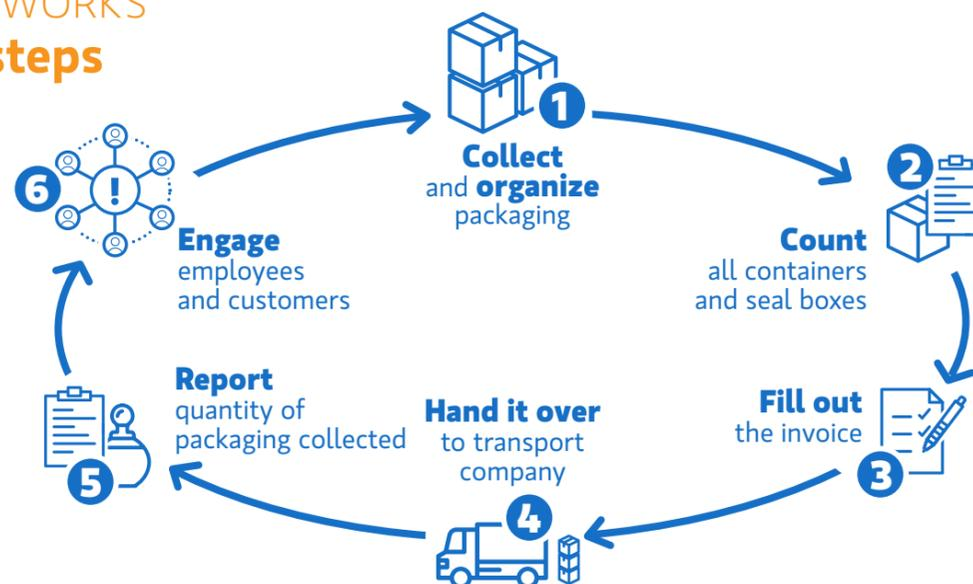 WORKS
steps
1
Collect
and organize
packaging
2
Count
all containers
and seal boxes
3
Fill out
the invoice
4
Hand it over
to transport
company
5
Report
quantity of
packaging collected
6
!
Engage
employees
and customers